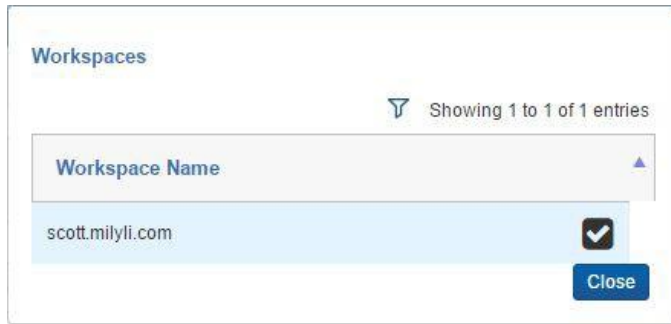 Workspaces
Showing 1 to 1 of 1 entries
Workspace Name
scott.milyli.com
Close